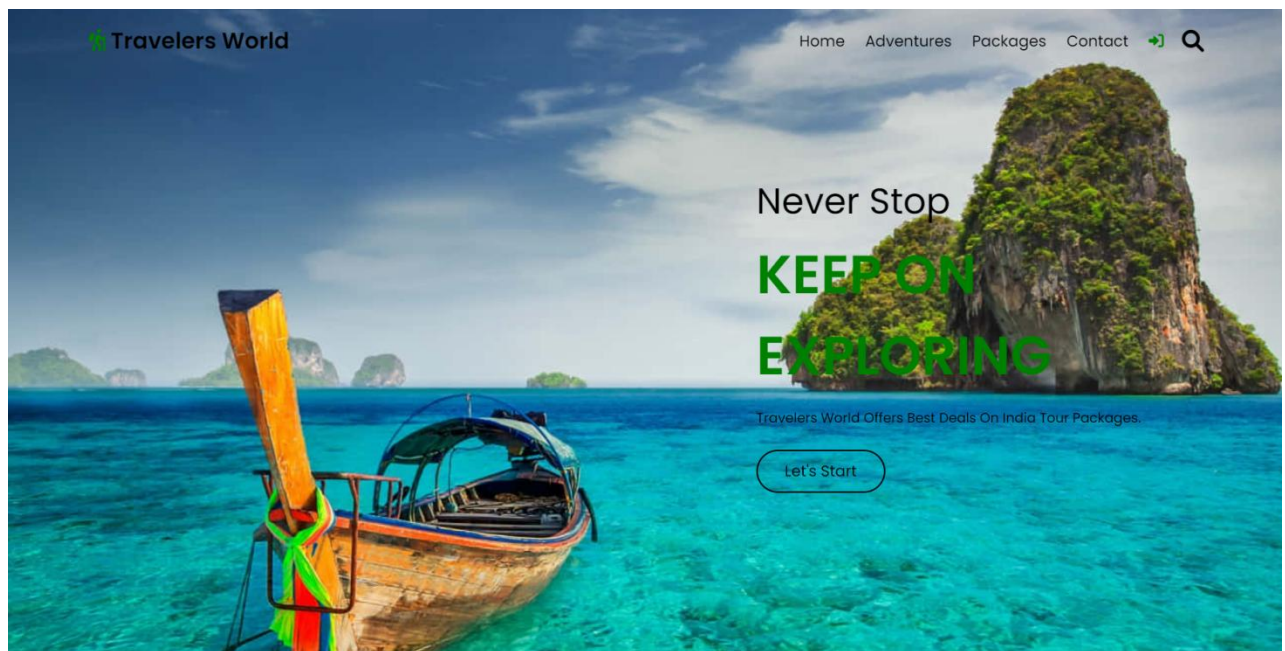 Travelers World
Home Adventures Packages Contact
Never Stop
KEEP ON
EXPLORING
Travelers World Offers Best Deals On India Tour Packages.
Let's Start